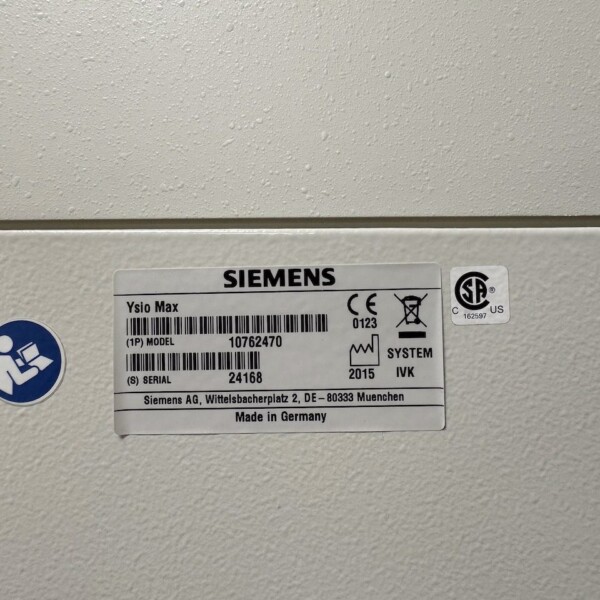 SIEMENS
Ysio Max
(1P) MODEL 10762470
(S) SERIAL 24168
CE
0123
2015
SYSTEM
IVK
Siemens AG, Wittelsbacherplatz 2, DE-80333 Muenchen
Made in Germany
SA ®
C US
162597